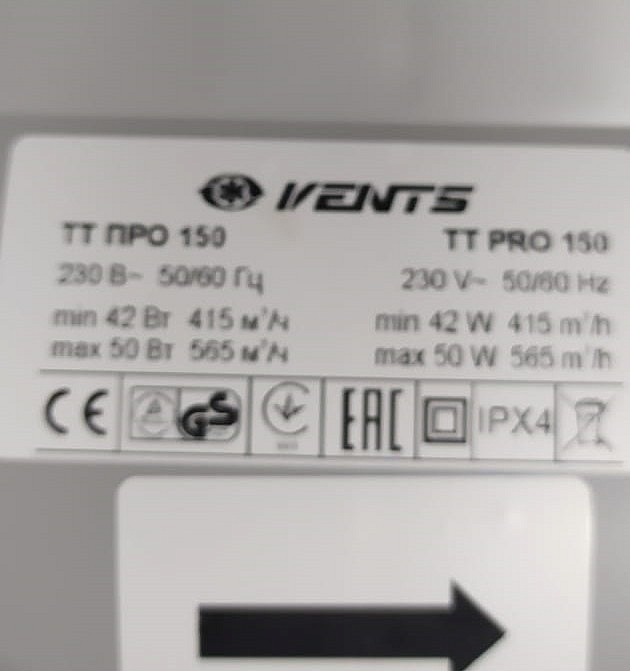 VENTS
ТТ ПРО 150
230 В~ 50/60 Гц
min 42 Вт 415 м³/ч
max 50 Вт 565 м³/ч
TT PRO 150
230 V~ 50/60 Hz
min 42 W 415 m³/h
max 50 W 565 m³/h
CE GS EAC IPX4